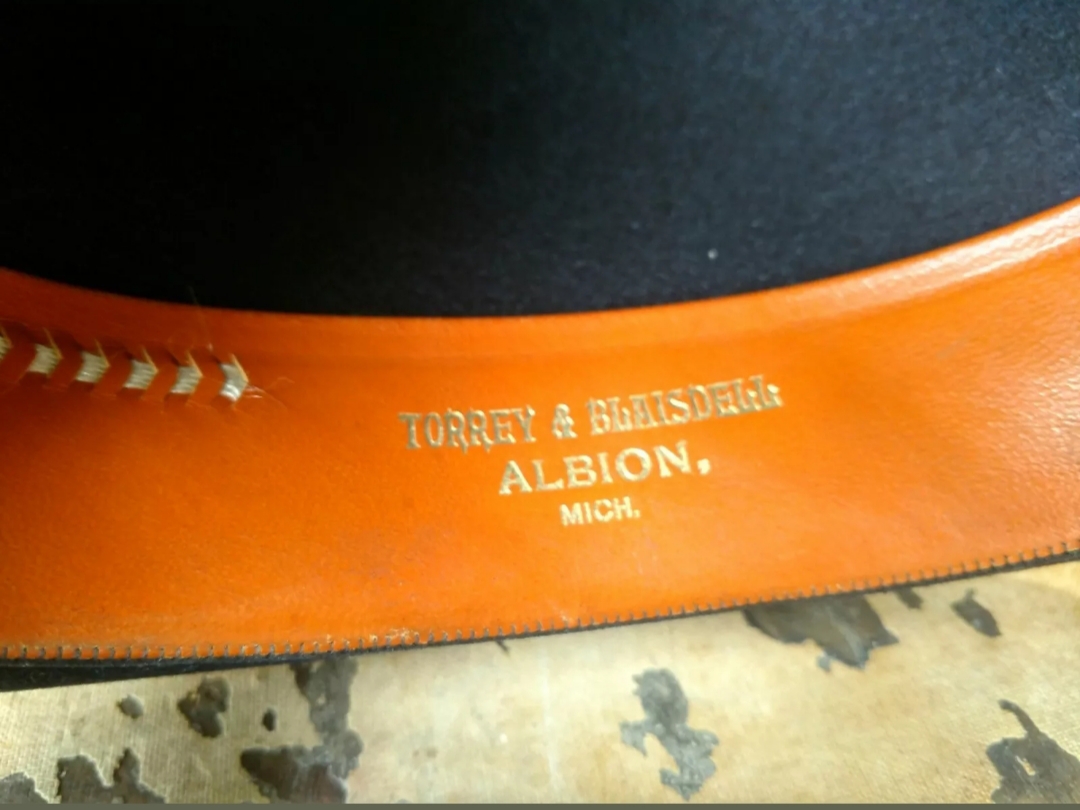 TORREY & BLAISDELL
ALBION,
MICH.